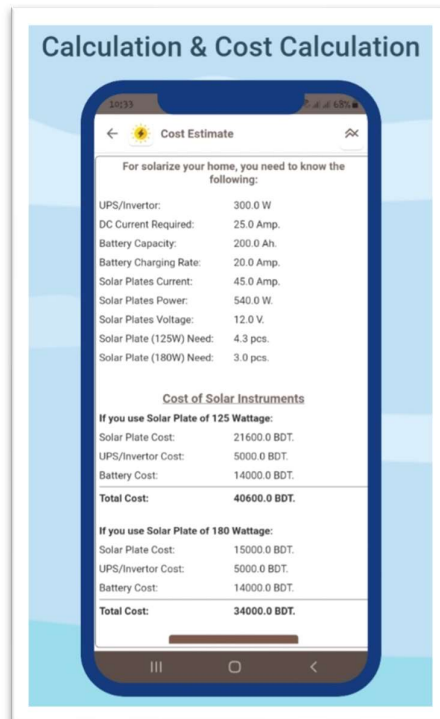 Calculation & Cost Calculation
10:33
68%
Cost Estimate
For solarize your home, you need to know the
following:
UPS/Invertor: 300.0 W
DC Current Required: 25.0 Amp.
Battery Capacity: 200.0 Ah.
Battery Charging Rate: 20.0 Amp.
Solar Plates Current: 45.0 Amp.
Solar Plates Power: 540.0 W.
Solar Plates Voltage: 12.0 V.
Solar Plate (125W) Need: 4.3 pcs.
Solar Plate (180W) Need: 3.0 pcs.
Cost of Solar Instruments
If you use Solar Plate of 125 Wattage:
Solar Plate Cost: 21600.0 BDT.
UPS/Invertor Cost: 5000.0 BDT.
Battery Cost: 14000.0 BDT.
Total Cost: 40600.0 BDT.
If you use Solar Plate of 180 Wattage:
Solar Plate Cost: 15000.0 BDT.
UPS/Invertor Cost: 5000.0 BDT.
Battery Cost: 14000.0 BDT.
Total Cost: 34000.0 BDT.